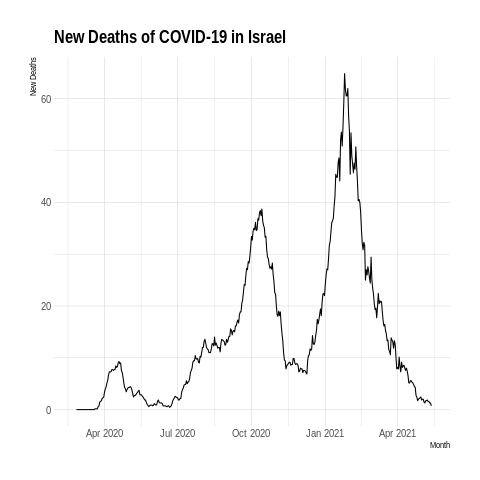 New Deaths of COVID-19 in Israel
New Deaths
60
40
20
0
Apr 2020 Jul 2020 Oct 2020 Jan 2021 Apr 2021
Month